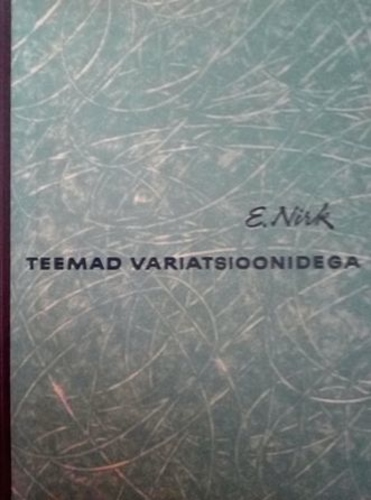 E. Nirk
TEEMAD VARIATSIOONIDEGA